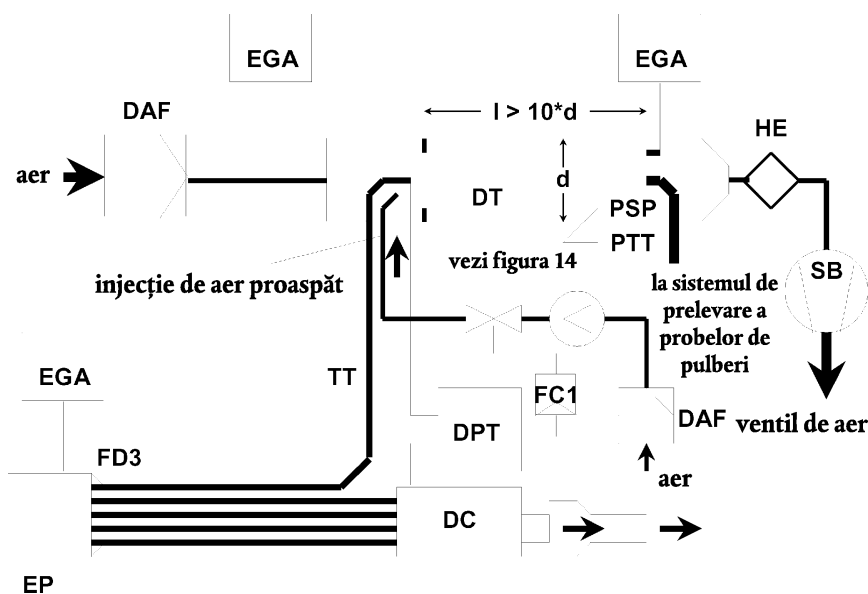 EGA
EGA
DAF
l > 10*d
HE
aer
d
DT
PSP
PTT
vezi figura 14
injecție de aer proaspăt
la sistemul de
prelevare a
probelor de
pulberi
SB
EGA
TT
FC1
DAF
ventil de aer
DPT
FD3
aer
DC
EP